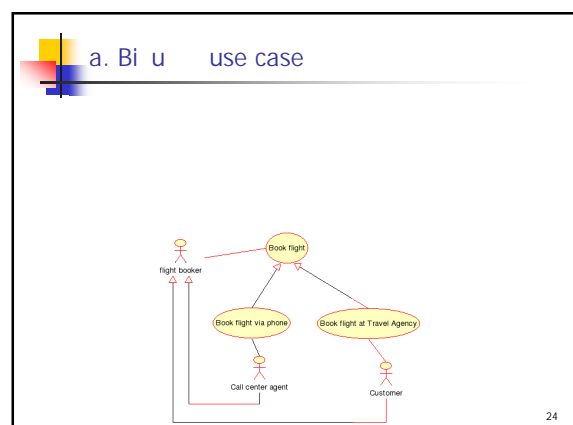 a. Bi u use case
Book flight
flight booker
Book flight via phone
Book flight at Travel Agency
Call center agent
Customer
24